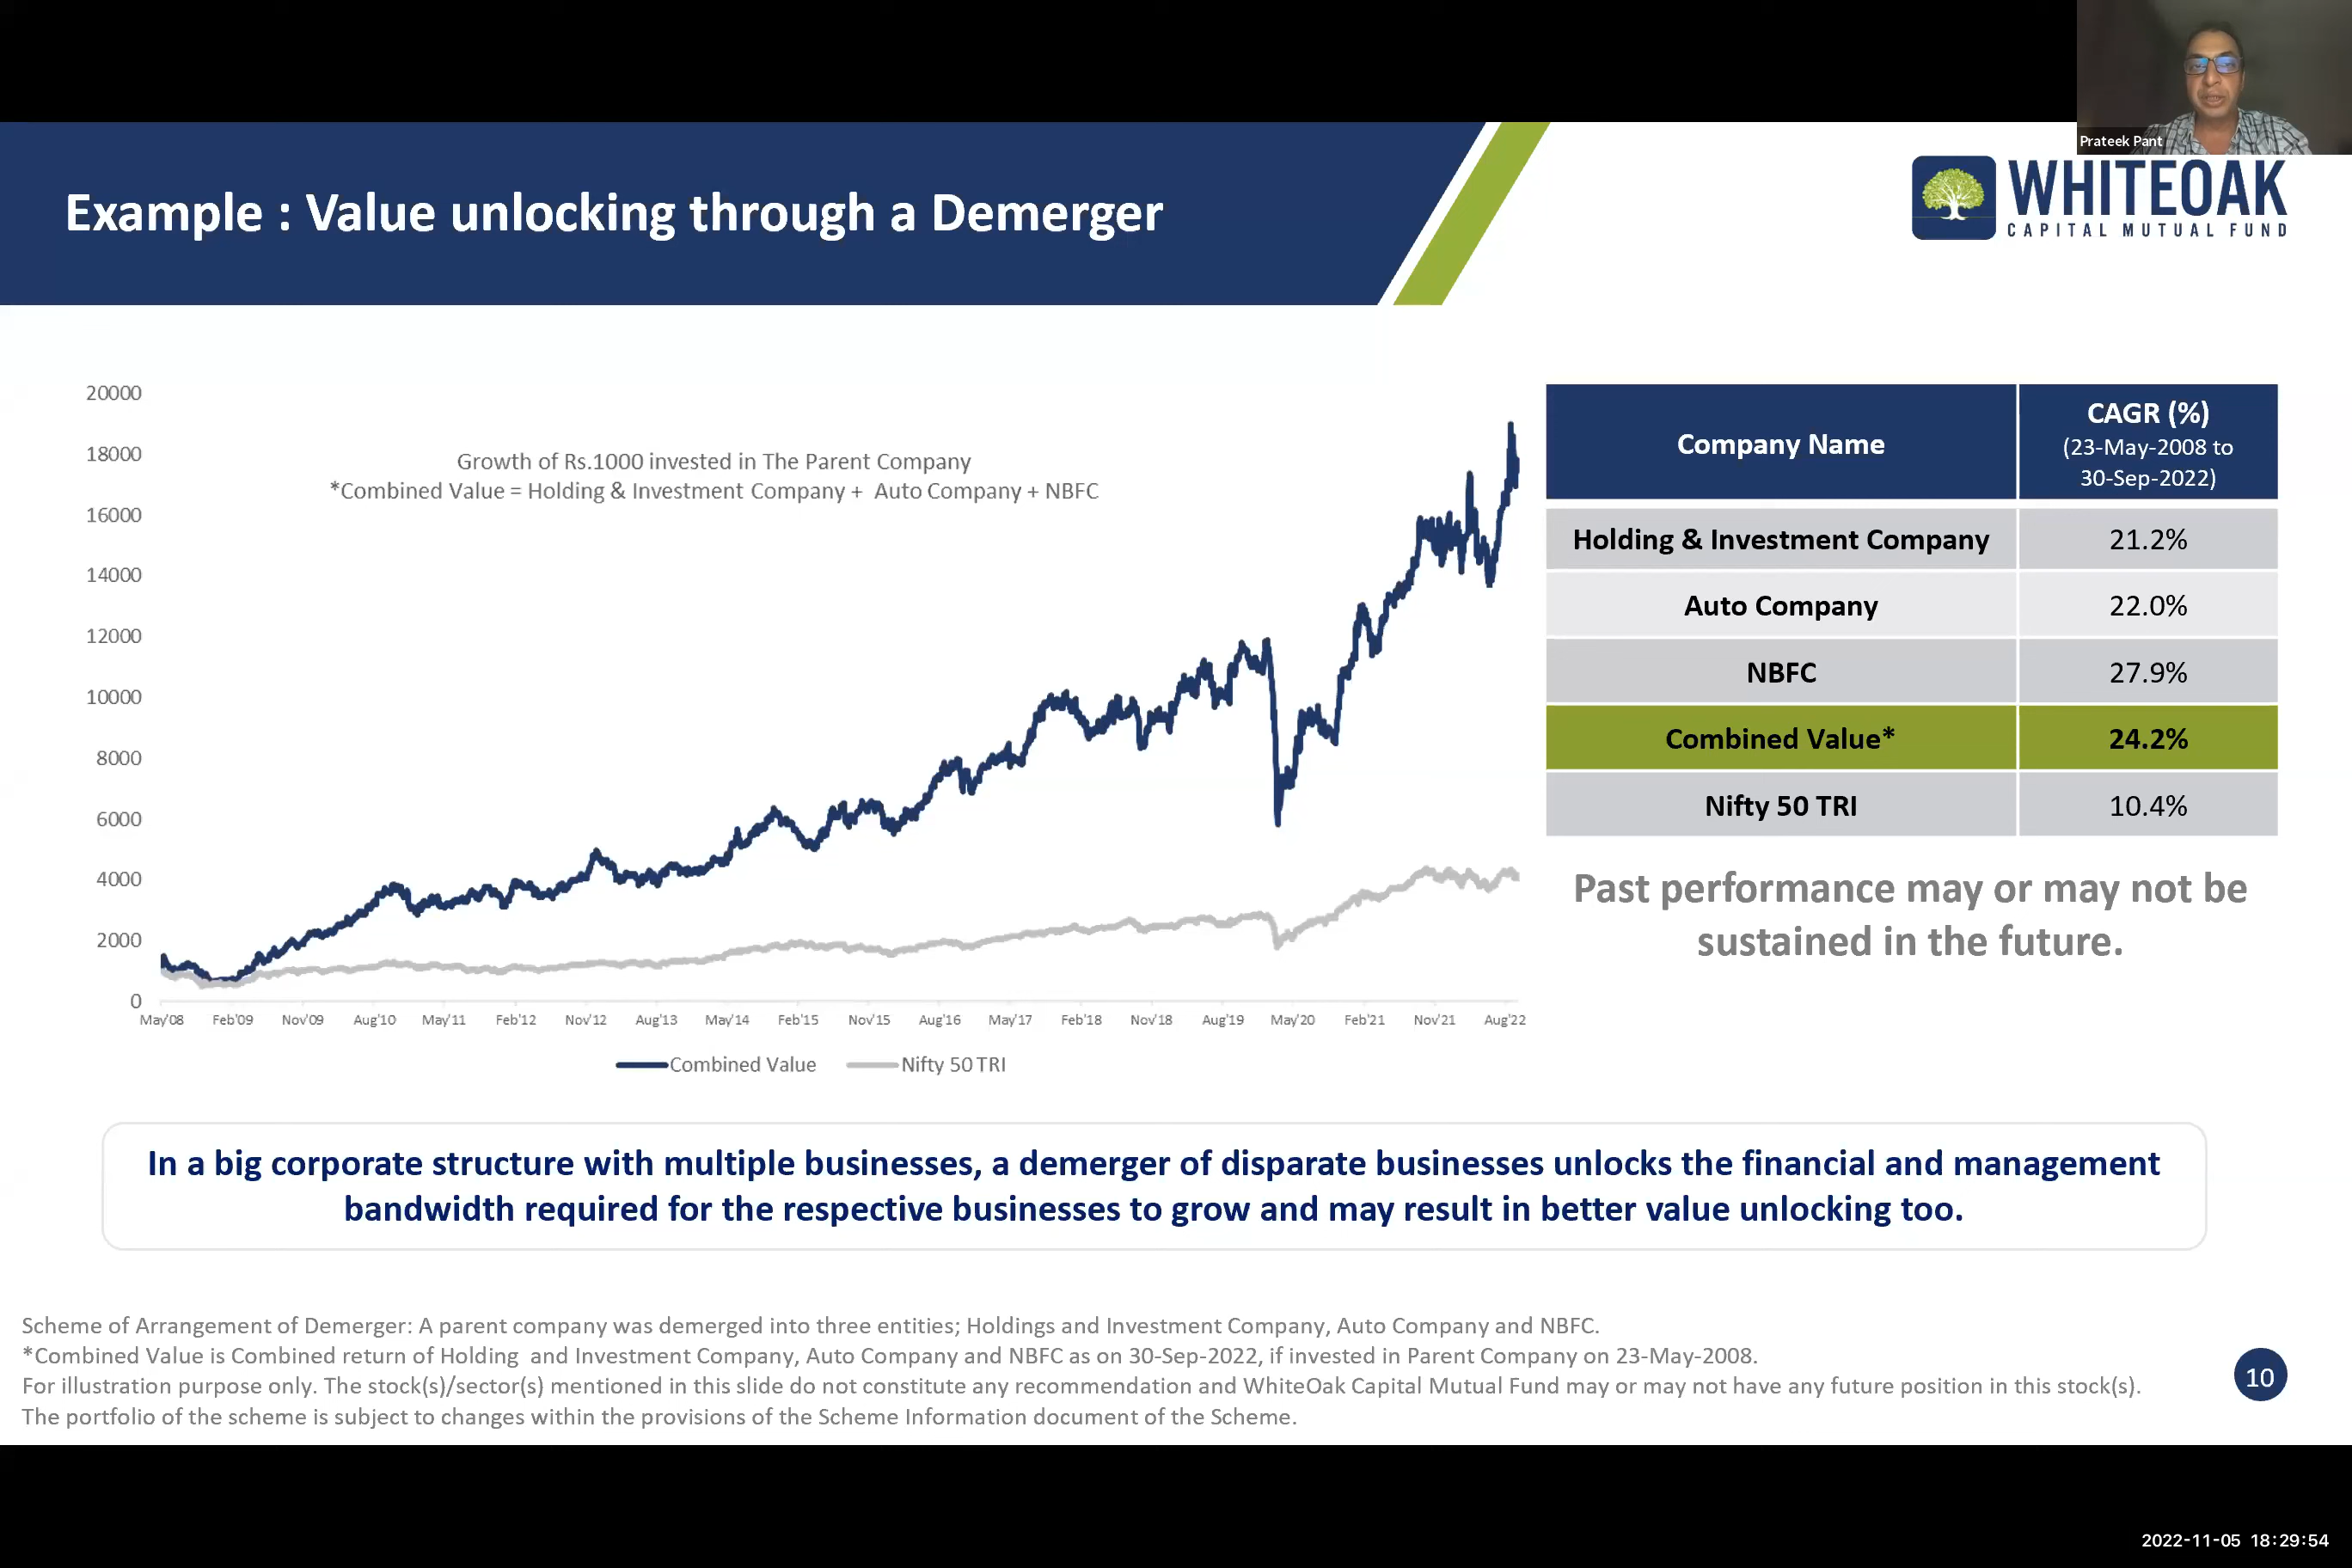 Prateek Pant
Example : Value unlocking through a Demerger
WHITEOAK
CAPITAL MUTUAL FUND
20000
18000
16000
14000
12000
10000
8000
6000
4000
2000
0
Growth of Rs.1000 invested in The Parent Company
*Combined Value = Holding & Investment Company + Auto Company + NBFC
May'08 Feb'09 Nov'09 Aug'10 May'11 Feb'12 Nov'12 Aug'13 May'14 Feb'15 Nov'15 Aug'16 May'17 Feb'18 Nov'18 Aug'19 May'20 Feb'21 Nov'21 Aug'22
Combined Value Nifty 50 TRI
Company Name CAGR (%)
(23-May-2008 to
30-Sep-2022)
Holding & Investment Company 21.2%
Auto Company 22.0%
NBFC 27.9%
Combined Value* 24.2%
Nifty 50 TRI 10.4%
Past performance may or may not be
sustained in the future.
In a big corporate structure with multiple businesses, a demerger of disparate businesses unlocks the financial and management
bandwidth required for the respective businesses to grow and may result in better value unlocking too.
Scheme of Arrangement of Demerger: A parent company was demerged into three entities; Holdings and Investment Company, Auto Company and NBFC.
*Combined Value is Combined return of Holding and Investment Company, Auto Company and NBFC as on 30-Sep-2022, if invested in Parent Company on 23-May-2008.
For illustration purpose only. The stock(s)/sector(s) mentioned in this slide do not constitute any recommendation and WhiteOak Capital Mutual Fund may or may not have any future position in this stock(s).
The portfolio of the scheme is subject to changes within the provisions of the Scheme Information document of the Scheme.
10
2022-11-05 18:29:54